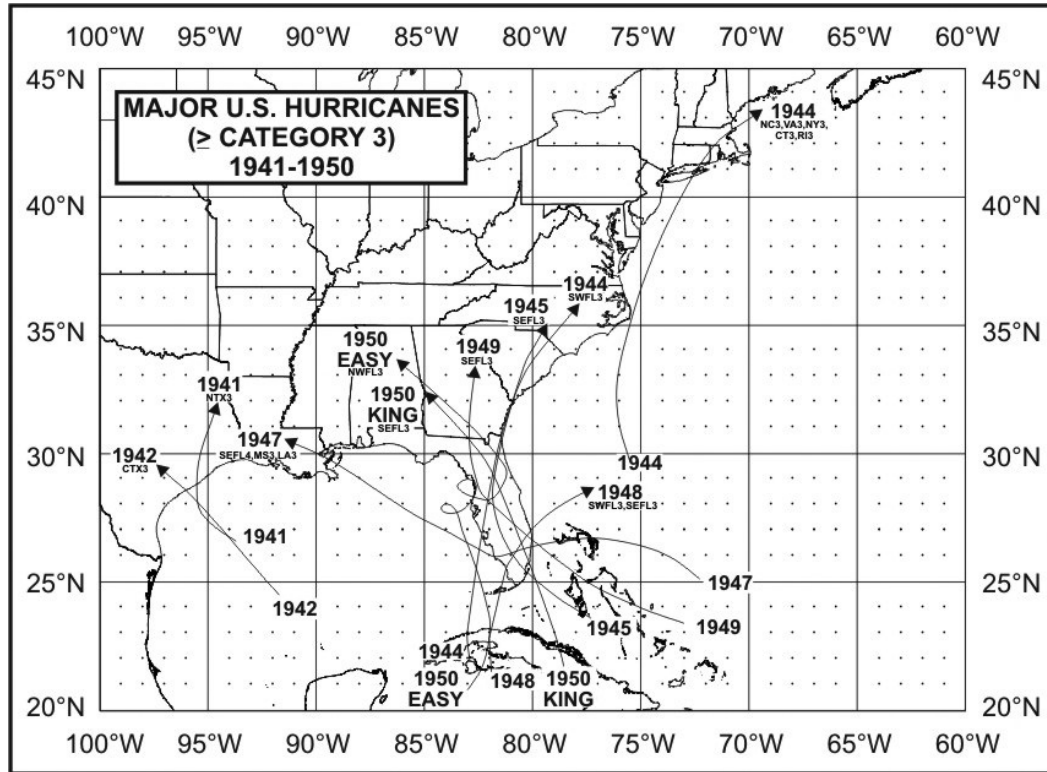 100°W 95°W 90°W 85°W 80°W 75°W 70°W 65°W 60°W
45°N 45°N
MAJOR U.S. HURRICANES
(≥ CATEGORY 3)
1941-1950
1944
NC3,VA3,NY3,
CT3,RI3
40°N 40°N
1944
SWFL3
1945
SEFL3
35°N 35°N
1950
EASY
NWFL3
1949
SEFL3
1941
NTX3
1950
KING
SEFL3
1947
SEFL4,MS3,LA3
1942
CTX3
30°N 30°N
1944
1948
SWFL3,SEFL3
1941
1942
25°N 25°N
1947
1945
1949
1944
1950
EASY
1948
1950
KING
20°N 20°N
100°W 95°W 90°W 85°W 80°W 75°W 70°W 65°W 60°W